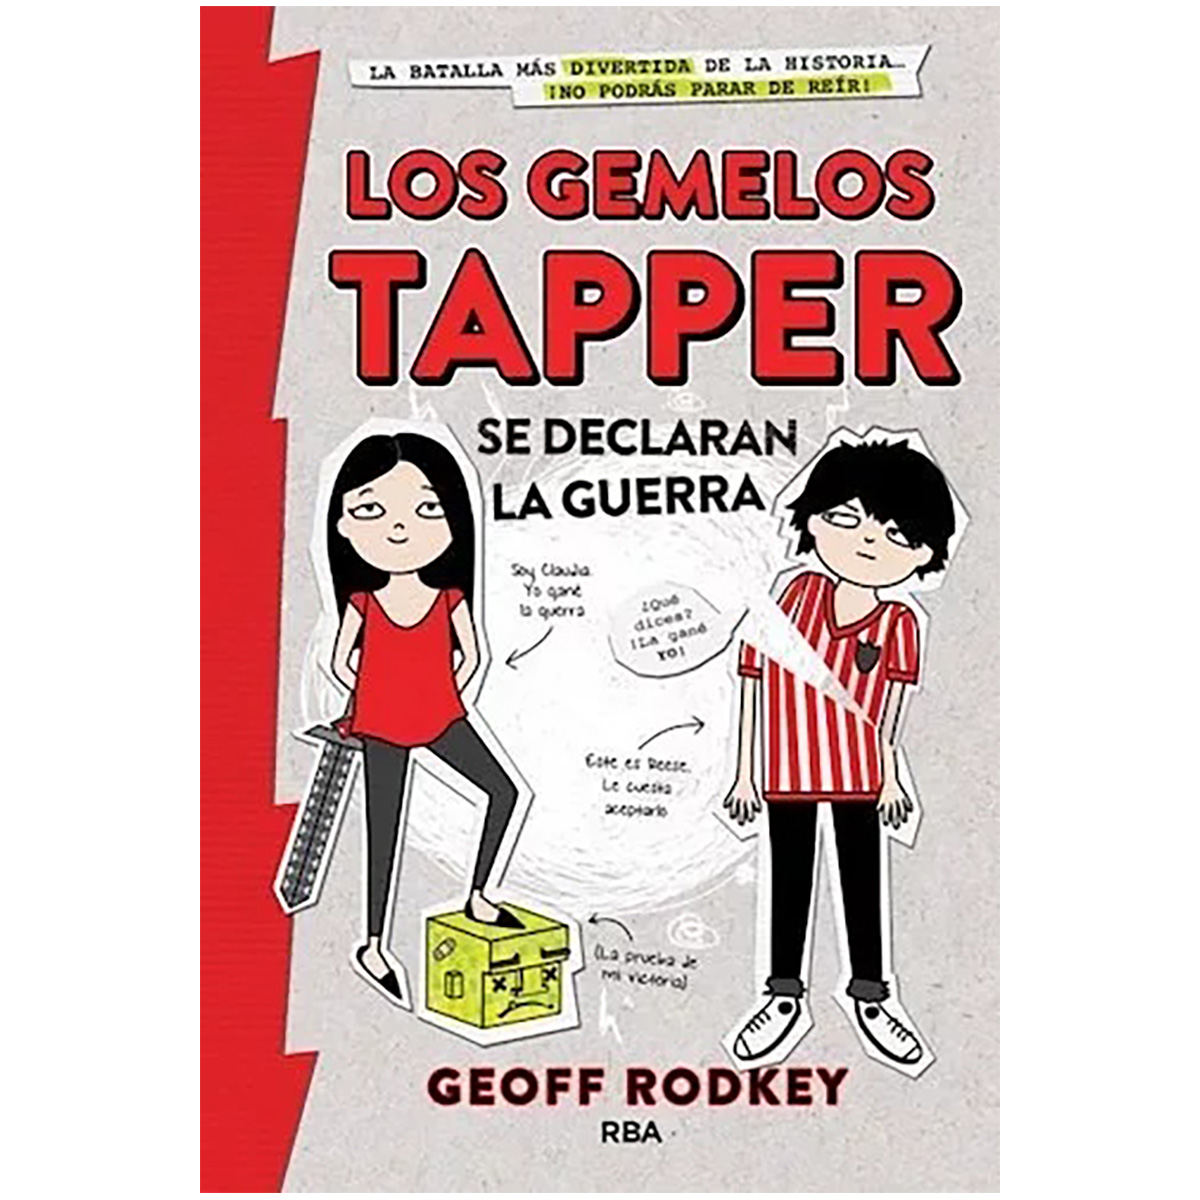 LA BATALLA MÁS DIVERTIDA DE LA HISTORIA...
¡NO PODRÁS PARAR DE REÍR!
LOS GEMELOS
TAPPER
SE DECLARAN
LA GUERRA
Soy Claudia.
Yo gané
la guerra
¿Qué
dices?
¡La gané
YO!
Este es Reese.
Le cuesta
aceptarlo
(La prueba de
mi victoria)
GEOFF RODKEY
RBA